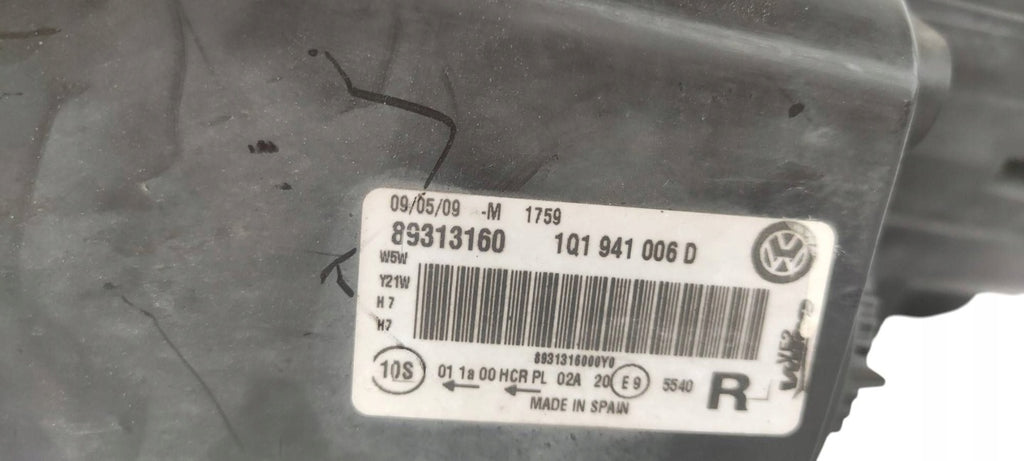 09/05/09 -M 1759
89313160 1Q1 941 006 D
W5W
Y21W
H7
H7
8931316000Y0
10S 01 1a 00 HCR PL 02A 20 E9 5540 R
MADE IN SPAIN